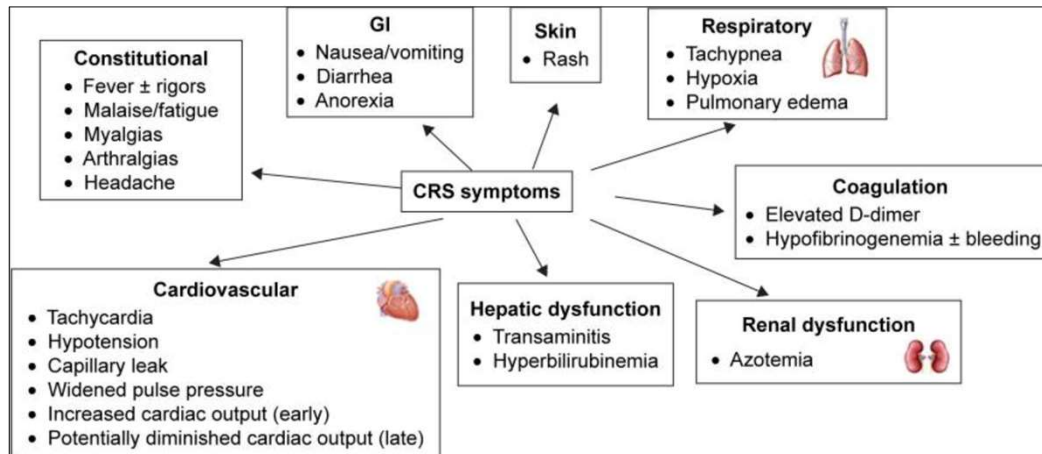 Constitutional
• Fever ± rigors
• Malaise/fatigue
• Myalgias
• Arthralgias
• Headache
GI
• Nausea/vomiting
• Diarrhea
• Anorexia
Skin
• Rash
Respiratory
• Tachypnea
• Hypoxia
• Pulmonary edema
CRS symptoms
Coagulation
• Elevated D-dimer
• Hypofibrinogenemia ± bleeding
Cardiovascular
• Tachycardia
• Hypotension
• Capillary leak
• Widened pulse pressure
• Increased cardiac output (early)
• Potentially diminished cardiac output (late)
Hepatic dysfunction
• Transaminitis
• Hyperbilirubinemia
Renal dysfunction
• Azotemia